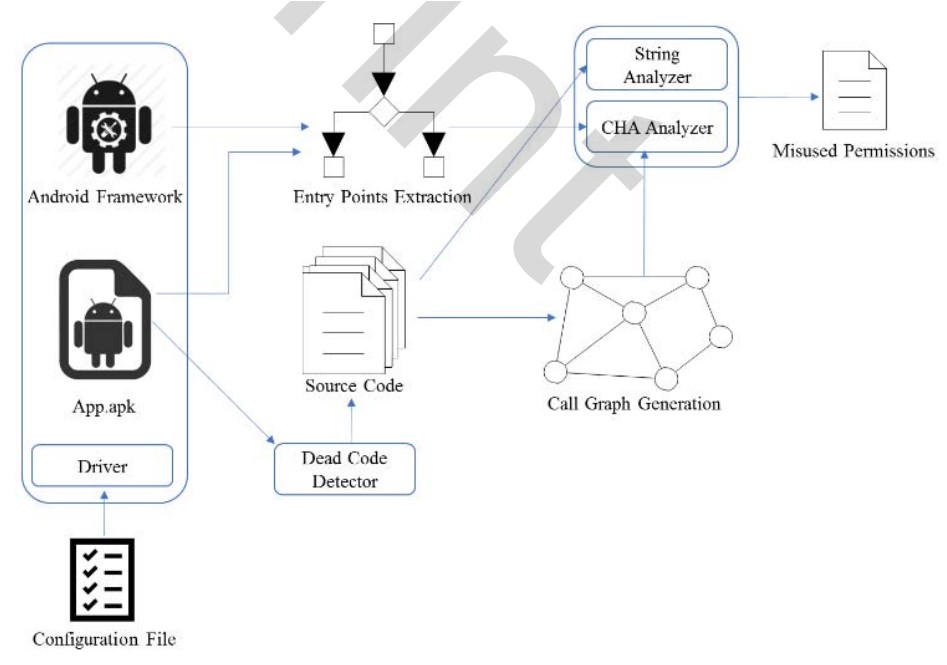 String
Analyzer
CHA Analyzer
Misused Permissions
Android Framework
Entry Points Extraction
App.apk
Source Code
Call Graph Generation
Driver
Dead Code
Detector
Configuration File
int